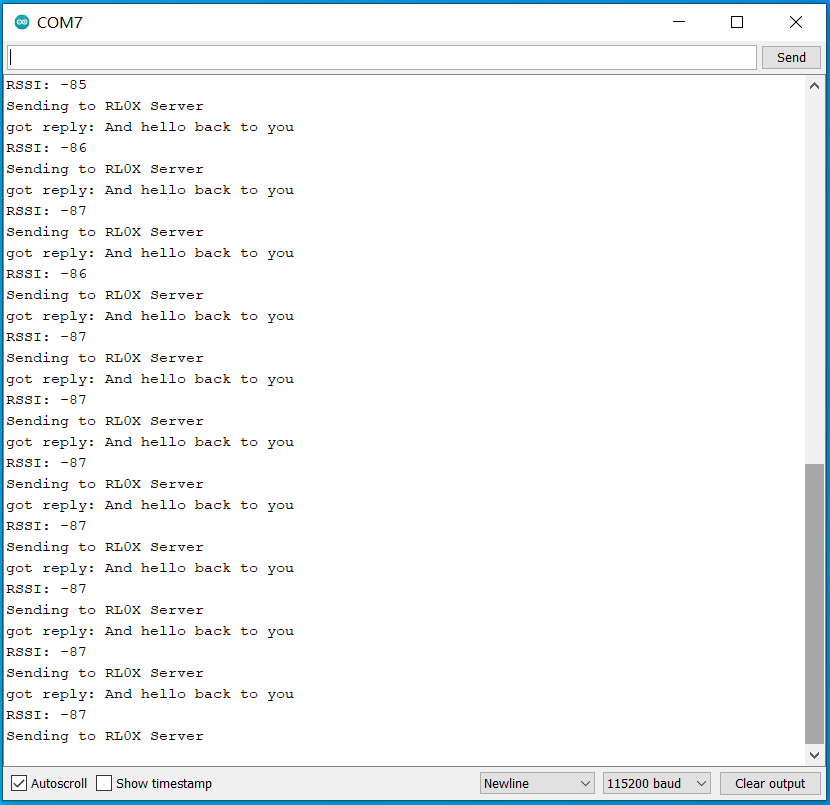 COM7
Send
RSSI: -85
Sending to RL0X Server
got reply: And hello back to you
RSSI: -86
Sending to RL0X Server
got reply: And hello back to you
RSSI: -87
Sending to RL0X Server
got reply: And hello back to you
RSSI: -86
Sending to RL0X Server
got reply: And hello back to you
RSSI: -87
Sending to RL0X Server
got reply: And hello back to you
RSSI: -87
Sending to RL0X Server
got reply: And hello back to you
RSSI: -87
Sending to RL0X Server
got reply: And hello back to you
RSSI: -87
Sending to RL0X Server
got reply: And hello back to you
RSSI: -87
Sending to RL0X Server
got reply: And hello back to you
RSSI: -87
Sending to RL0X Server
got reply: And hello back to you
RSSI: -87
Sending to RL0X Server
Autoscroll Show timestamp Newline 115200 baud Clear output